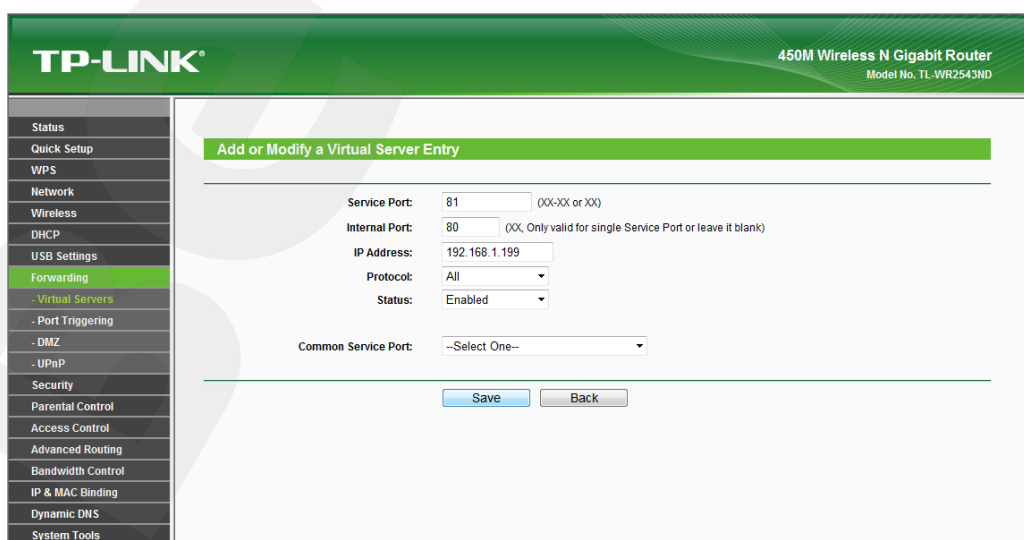 TP-LINK®
450M Wireless N Gigabit Router
Model No. TL-WR2543ND
Status
Quick Setup
WPS
Network
Wireless
DHCP
USB Settings
Forwarding
- Virtual Servers
- Port Triggering
- DMZ
- UPnP
Security
Parental Control
Access Control
Advanced Routing
Bandwidth Control
IP & MAC Binding
Dynamic DNS
System Tools
Add or Modify a Virtual Server Entry
Service Port: 81 (XX-XX or XX)
Internal Port: 80 (XX, Only valid for single Service Port or leave it blank)
IP Address: 192.168.1.199
Protocol: All
Status: Enabled
Common Service Port: --Select One--
Save Back